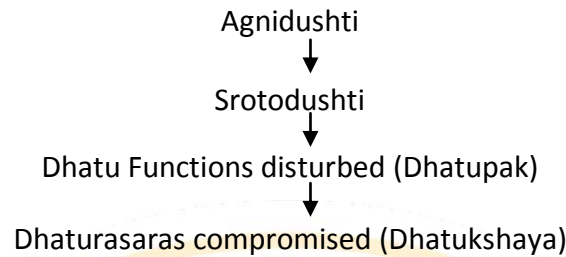 Agnidushti
Srotodushti
Dhatu Functions disturbed (Dhatupak)
Dhaturasaras compromised (Dhatukshaya)